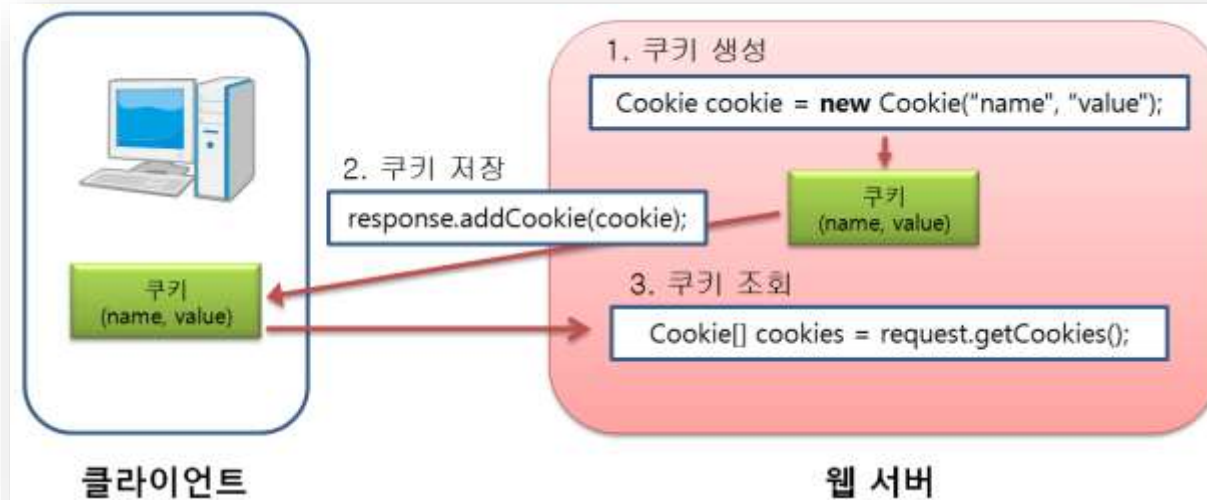 1. 쿠키 생성
Cookie cookie = new Cookie("name", "value");
쿠키
(name, value)
2. 쿠키 저장
response.addCookie(cookie);
쿠키
(name, value)
3. 쿠키 조회
Cookie[] cookies = request.getCookies();
클라이언트
웹 서버